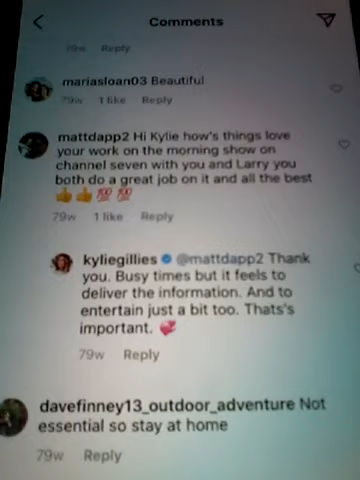 Comments
79w Reply
mariasloan03 Beautiful
79w 1 like Reply
mattdapp2 Hi Kylie how's things love
your work on the morning show on
channel seven with you and Larry you
both do a great job on it and all the best
👍👍💯💯
79w 1 like Reply
kyliegillies @mattdapp2 Thank
you. Busy times but it feels to
deliver the information. And to
entertain just a bit too. Thats's
important. 💞
79w Reply
davefinney13_outdoor_adventure Not
essential so stay at home
79w Reply